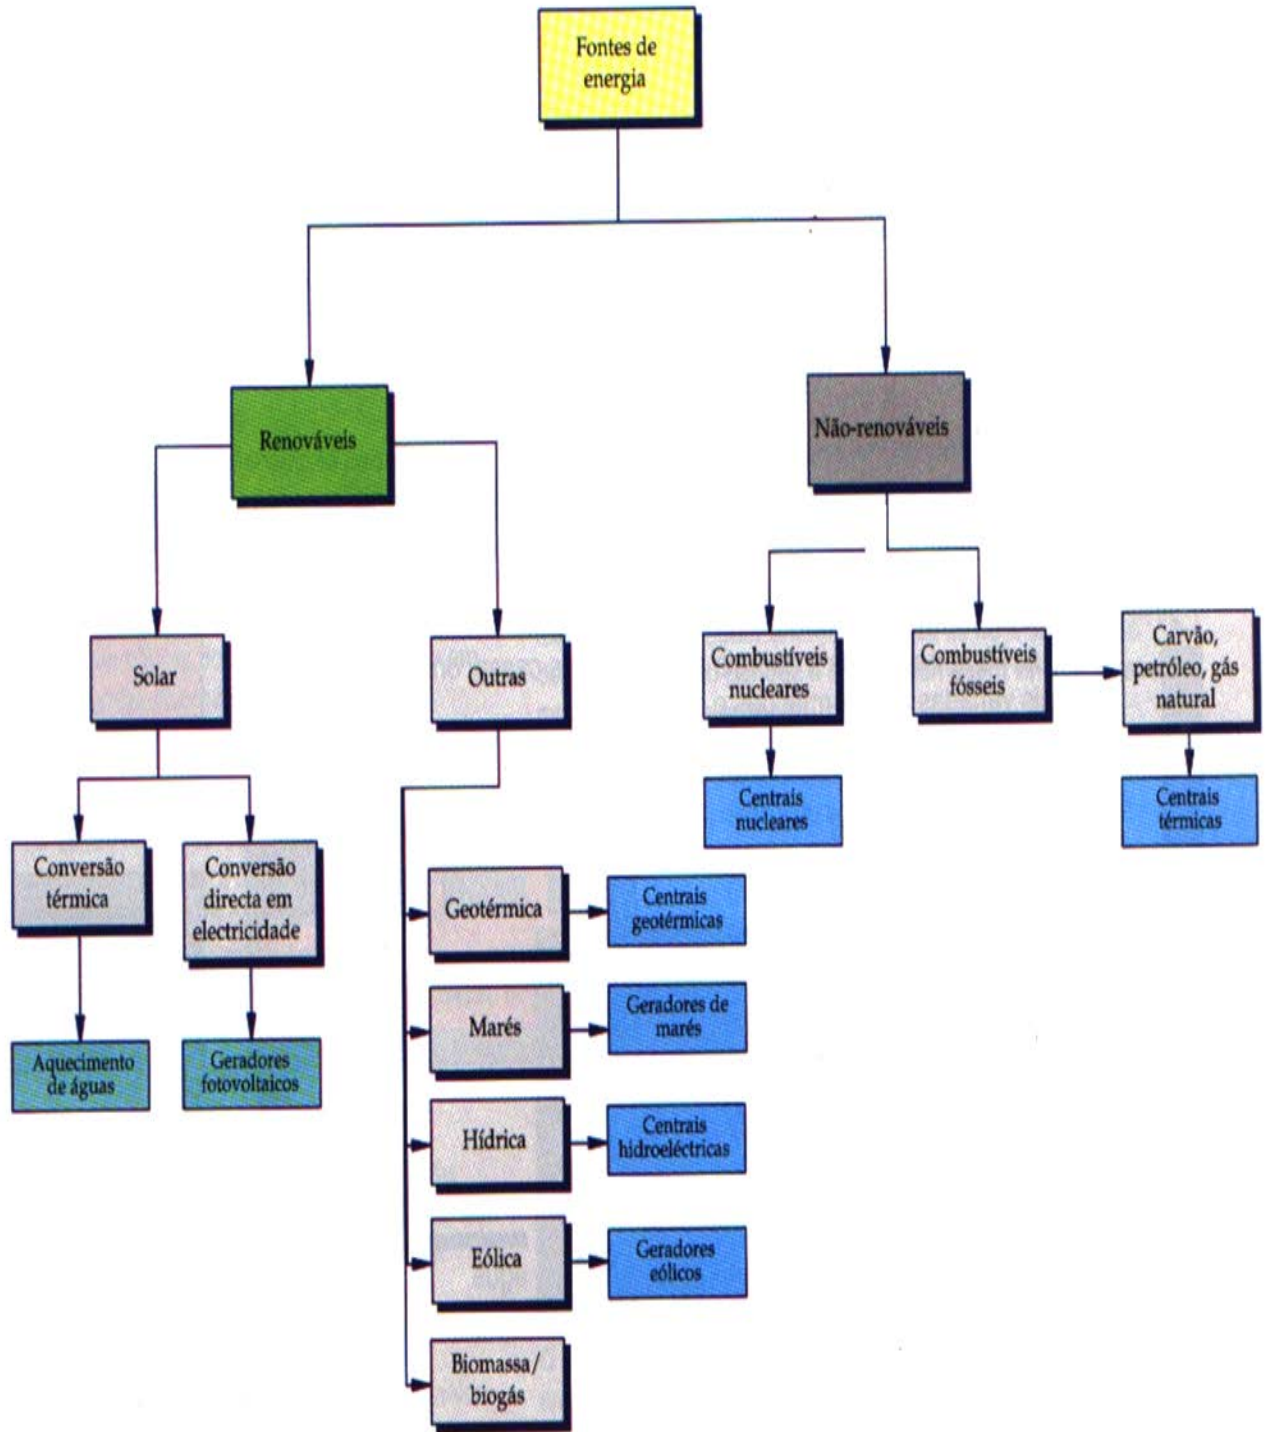 Fontes de
energia
Renováveis
Não-renováveis
Solar
Outras
Combustíveis
nucleares
Combustíveis
fósseis
Carvão,
petróleo, gás
natural
Centrais
nucleares
Centrais
térmicas
Conversão
térmica
Conversão
directa em
electricidade
Geotérmica
Centrais
geotérmicas
Marés
Geradores de
marés
Aquecimento
de águas
Geradores
fotovoltaicos
Hídrica
Centrais
hidroeléctricas
Eólica
Geradores
eólicos
Biomassa/
biogás